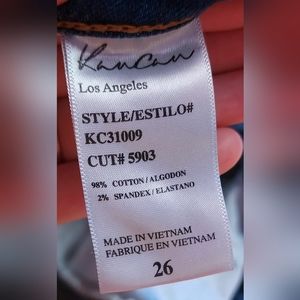 KanCan
Los Angeles
STYLE/ESTILO#
KC31009
CUT# 5903
98% COTTON/ALGODON
2% SPANDEX/ELASTANO
MADE IN VIETNAM
FABRIQUE EN VIETNAM
26